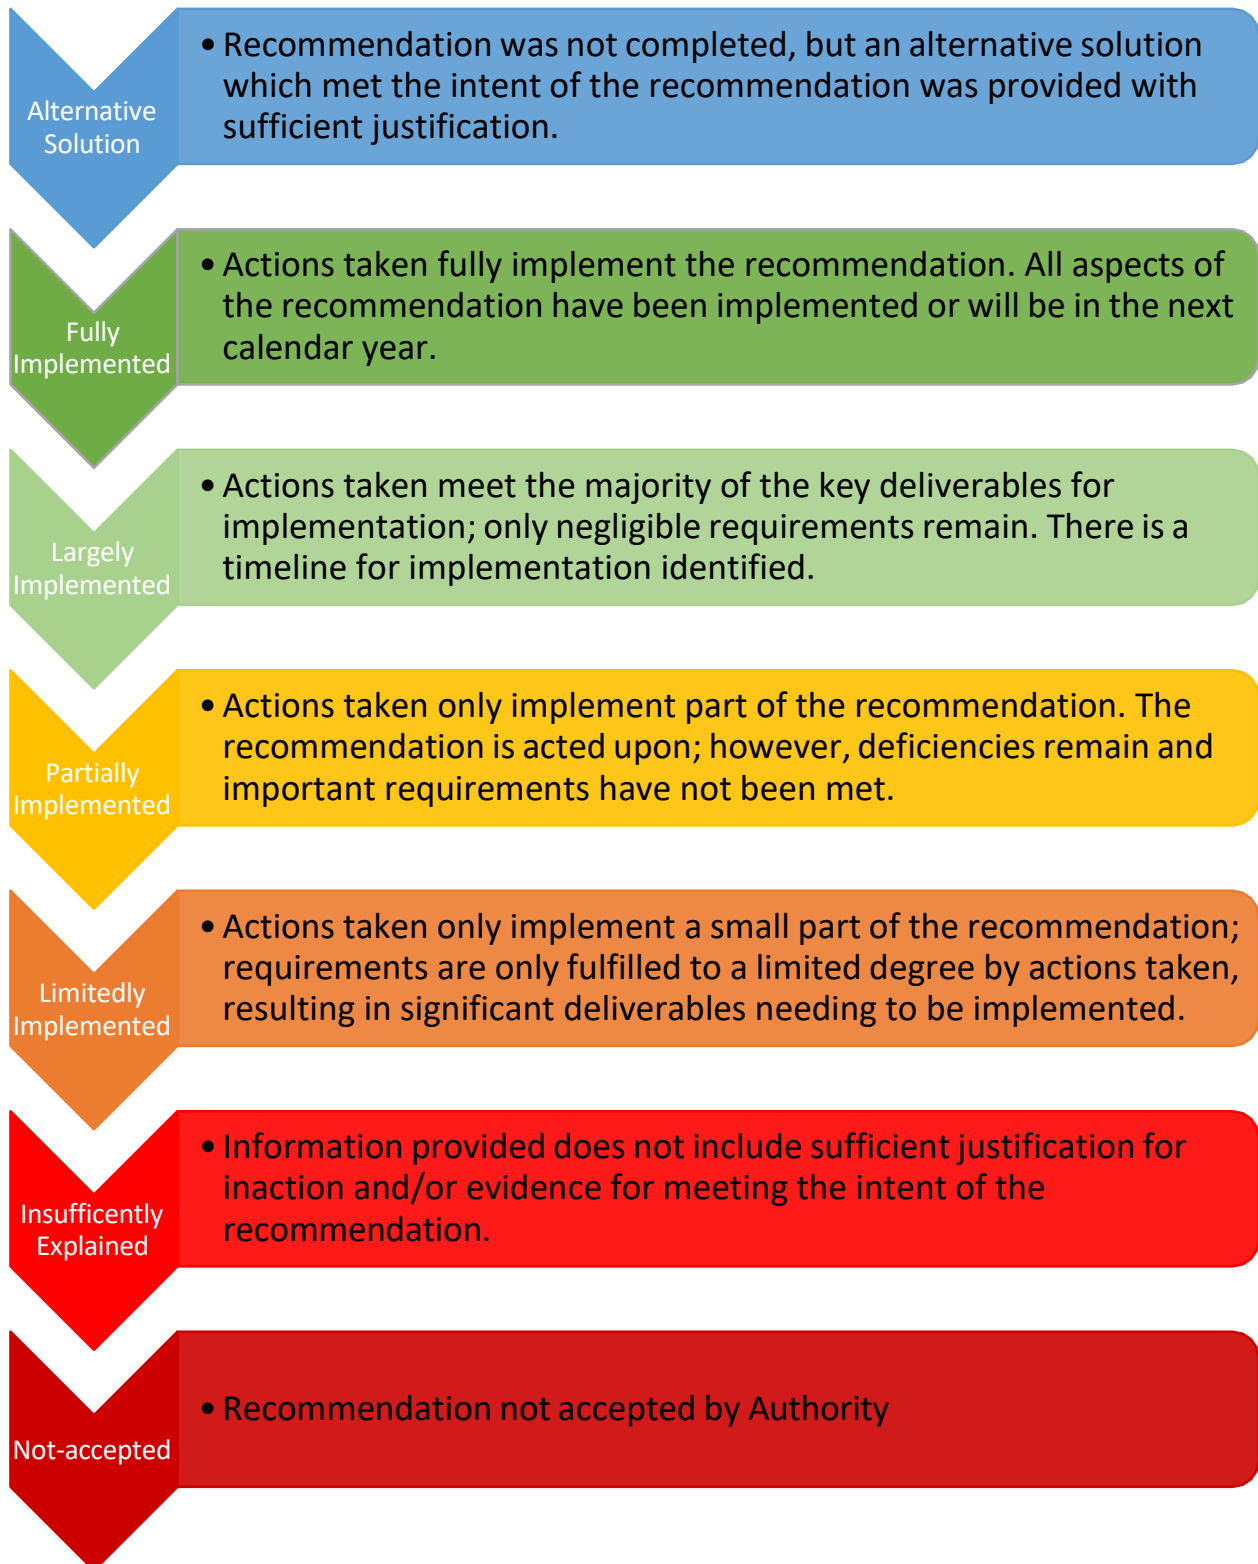 Alternative
Solution
• Recommendation was not completed, but an alternative solution
which met the intent of the recommendation was provided with
sufficient justification.
Fully
Implemented
• Actions taken fully implement the recommendation. All aspects of
the recommendation have been implemented or will be in the next
calendar year.
Largely
Implemented
• Actions taken meet the majority of the key deliverables for
implementation; only negligible requirements remain. There is a
timeline for implementation identified.
Partially
Implemented
• Actions taken only implement part of the recommendation. The
recommendation is acted upon; however, deficiencies remain and
important requirements have not been met.
Limitedly
Implemented
• Actions taken only implement a small part of the recommendation;
requirements are only fulfilled to a limited degree by actions taken,
resulting in significant deliverables needing to be implemented.
Insufficently
Explained
• Information provided does not include sufficient justification for
inaction and/or evidence for meeting the intent of the
recommendation.
Not-accepted
• Recommendation not accepted by Authority